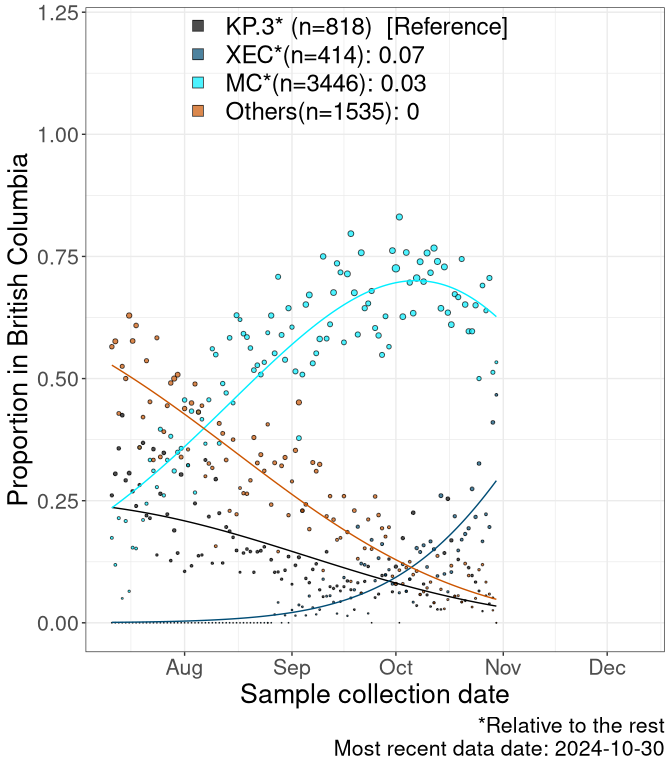 KP.3* (n=818)  [Reference]
XEC*(n=414): 0.07
MC*(n=3446): 0.03
Others(n=1535): 0
1.25
1.00
0.75
0.50
0.25
0.00
Proportion in British Columbia
Aug Sep Oct Nov Dec
Sample collection date
*Relative to the rest
Most recent data date: 2024-10-30